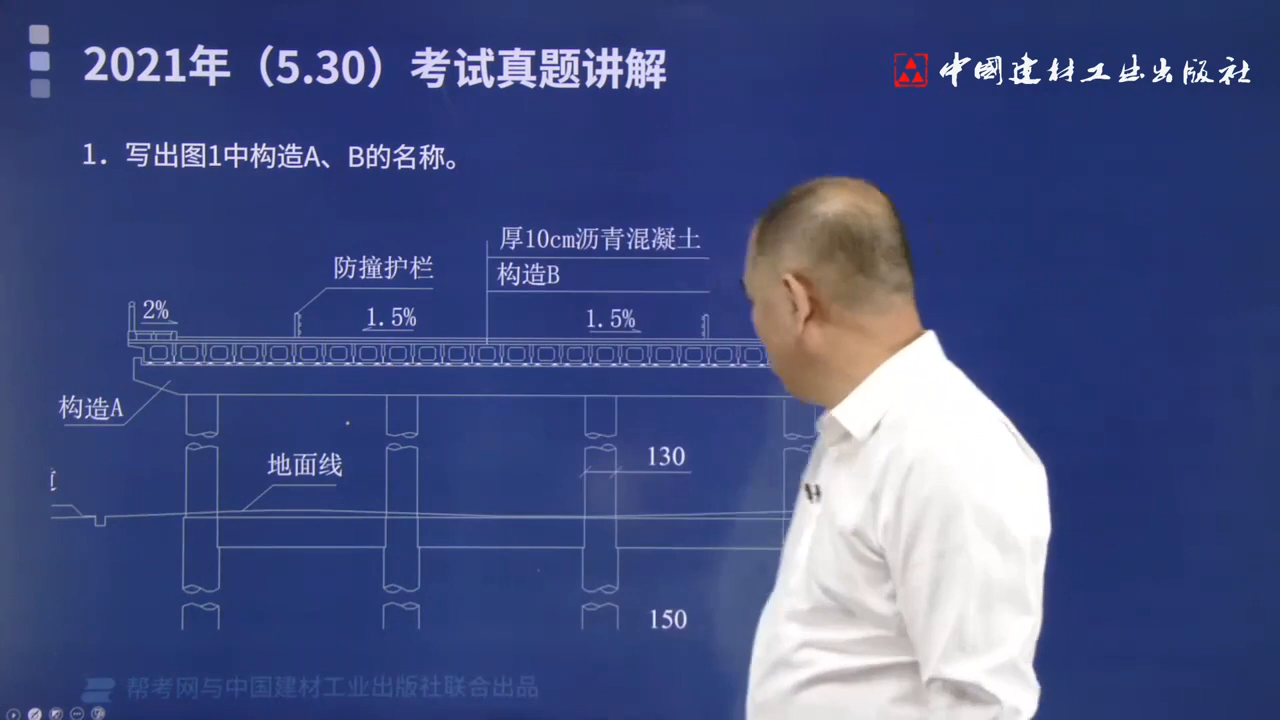 2021年（5.30）考试真题讲解
中国建材工业出版社
1．写出图1中构造A、B的名称。
厚10cm沥青混凝土
防撞护栏
构造B
2%
1.5%
1.5%
构造A
130
地面线
150
帮考网与中国建材工业出版社联合出品